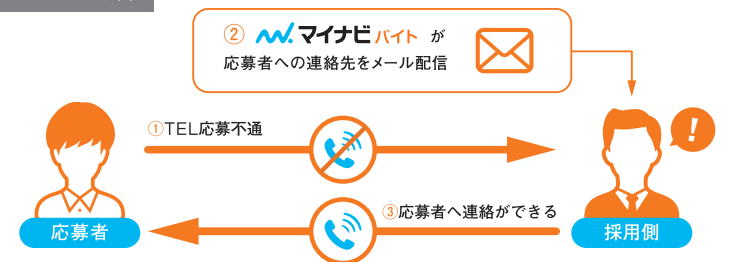 ② マイナビバイト が
応募者への連絡先をメール配信
①TEL応募不通
!
③応募者へ連絡ができる
応募者
採用側